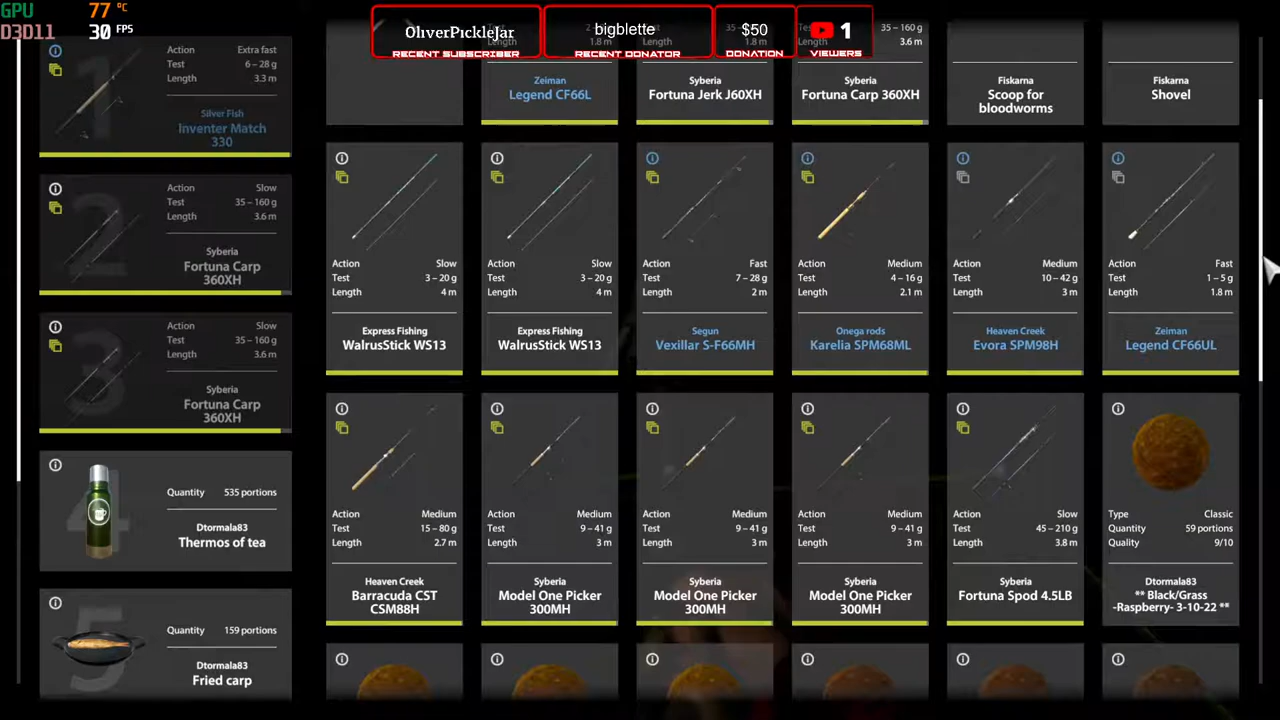 GPU 77 °C
D3D11 30 FPS
OliverPickleJar
RECENT SUBSCRIBER
bigblette
RECENT DONATOR
$50
DONATION
1
VIEWERS
1
Action Extra fast
Test 6 – 28 g
Length 3.3 m
Silver Fish
Inventer Match
330
2
Action Slow
Test 35 – 160 g
Length 3.6 m
Syberia
Fortuna Carp
360XH
3
Action Slow
Test 35 – 160 g
Length 3.6 m
Syberia
Fortuna Carp
360XH
4
Quantity 535 portions
Dtormala83
Thermos of tea
5
Quantity 159 portions
Dtormala83
Fried carp
Length 1.8 m
Zeiman
Legend CF66L
Length 1.8 m
Syberia
Fortuna Jerk J60XH
35 – 160 g
3.6 m
Syberia
Fortuna Carp 360XH
Fiskarna
Scoop for
bloodworms
Fiskarna
Shovel
Action Slow
Test 3 – 20 g
Length 4 m
Express Fishing
WalrusStick WS13
Action Slow
Test 3 – 20 g
Length 4 m
Express Fishing
WalrusStick WS13
Action Fast
Test 7 – 28 g
Length 2 m
Segun
Vexillar S-F66MH
Action Medium
Test 4 – 16 g
Length 2.1 m
Onega rods
Karelia SPM68ML
Action Medium
Test 10 – 42 g
Length 3 m
Heaven Creek
Evora SPM98H
Action Fast
Test 1 – 5 g
Length 1.8 m
Zeiman
Legend CF66UL
Action Medium
Test 15 – 80 g
Length 2.7 m
Heaven Creek
Barracuda CST
CSM88H
Action Medium
Test 9 – 41 g
Length 3 m
Syberia
Model One Picker
300MH
Action Medium
Test 9 – 41 g
Length 3 m
Syberia
Model One Picker
300MH
Action Medium
Test 9 – 41 g
Length 3 m
Syberia
Model One Picker
300MH
Action Slow
Test 45 – 210 g
Length 3.8 m
Syberia
Fortuna Spod 4.5LB
Type Classic
Quantity 59 portions
Quality 9/10
Dtormala83
** Black/Grass
-Raspberry- 3-10-22 **